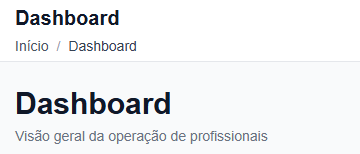 Dashboard
Início / Dashboard
Dashboard
Visão geral da operação de profissionais